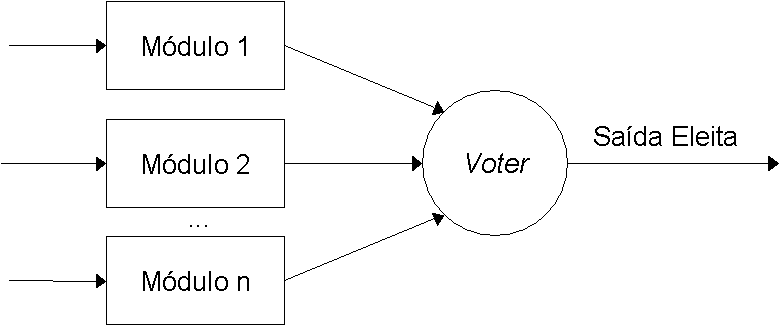 Módulo 1
Módulo 2
...
Módulo n
Voter
Saída Eleita